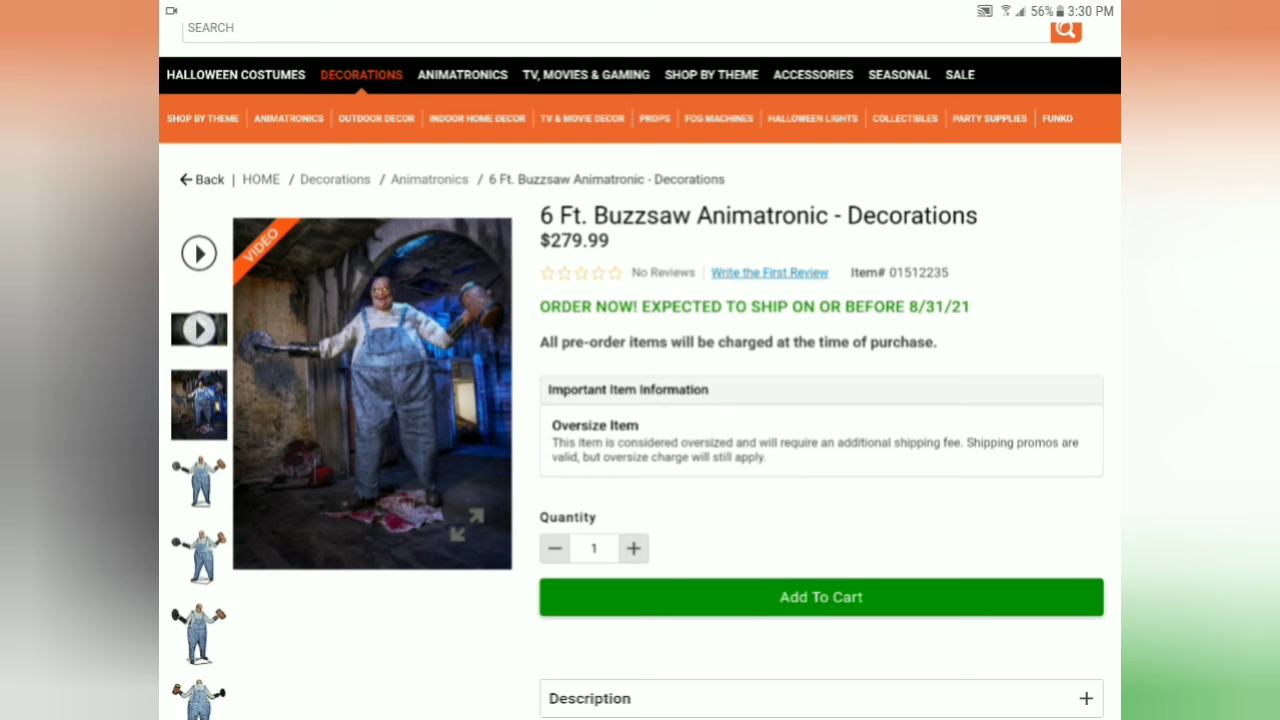 56% 3:30 PM
SEARCH
HALLOWEEN COSTUMES DECORATIONS ANIMATRONICS TV, MOVIES & GAMING SHOP BY THEME ACCESSORIES SEASONAL SALE
SHOP BY THEME ANIMATRONICS OUTDOOR DECOR INDOOR HOME DECOR TV & MOVIE DECOR PROPS FOG MACHINES HALLOWEEN LIGHTS COLLECTIBLES PARTY SUPPLIES FUNKO
Back | HOME / Decorations / Animatronics / 6 Ft. Buzzsaw Animatronic - Decorations
VIDEO
6 Ft. Buzzsaw Animatronic - Decorations
$279.99
No Reviews Write the First Review Item# 01512235
ORDER NOW! EXPECTED TO SHIP ON OR BEFORE 8/31/21
All pre-order items will be charged at the time of purchase.
Important Item Information
Oversize Item
This item is considered oversized and will require an additional shipping fee. Shipping promos are
valid, but oversize charge will still apply.
Quantity
1
Add To Cart
Description